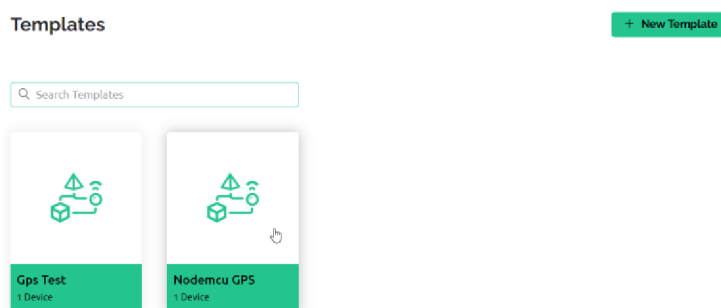 Templates
+ New Template
Search Templates
Gps Test
1 Device
Nodemcu GPS
1 Device